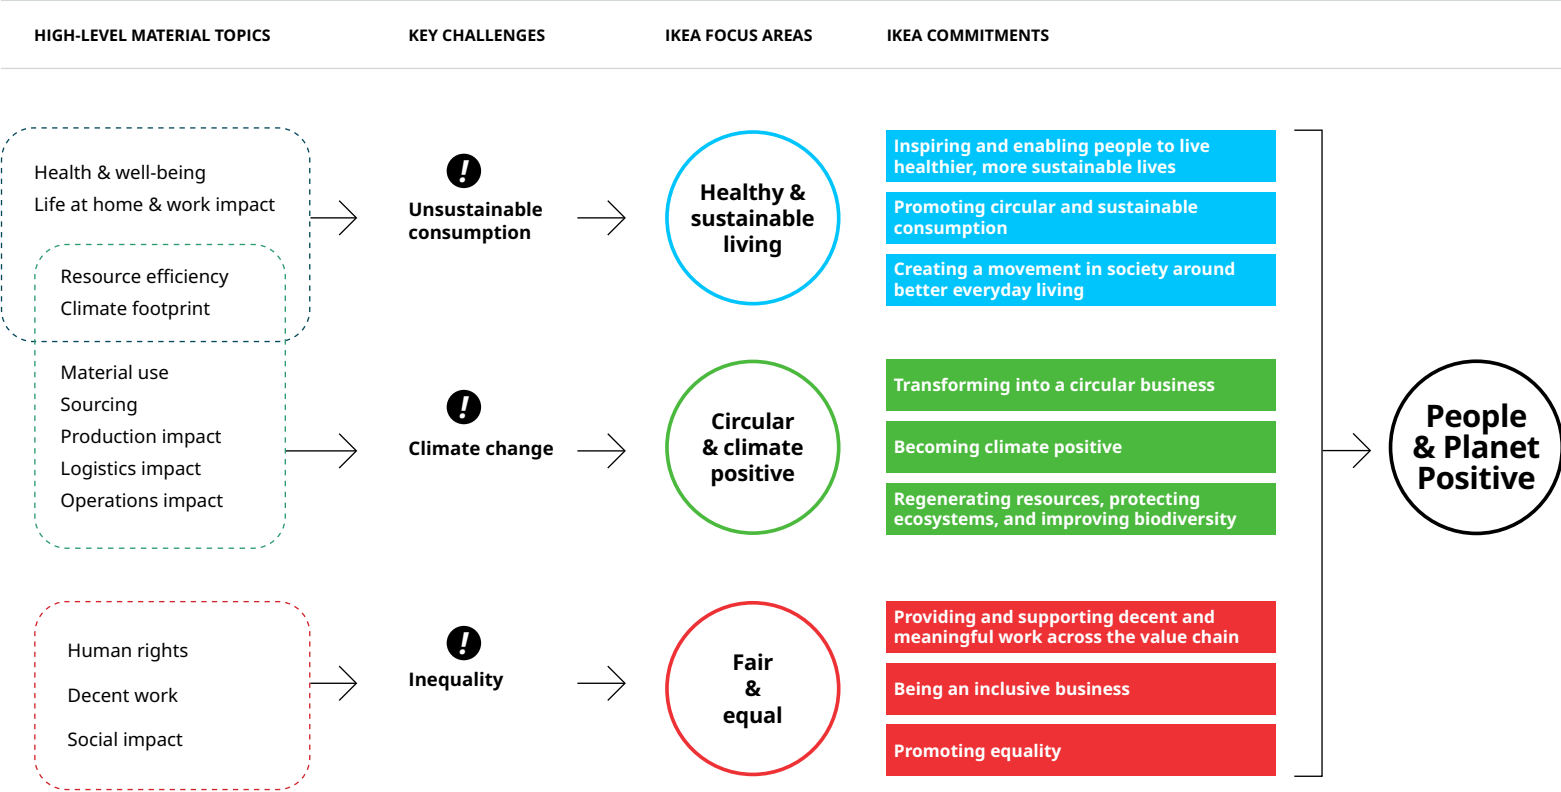 HIGH-LEVEL MATERIAL TOPICS
KEY CHALLENGES
IKEA FOCUS AREAS
IKEA COMMITMENTS
Health & well-being
Life at home & work impact
Resource efficiency
Climate footprint
!
Unsustainable
consumption
Healthy &
sustainable
living
Inspiring and enabling people to live
healthier, more sustainable lives
Promoting circular and sustainable
consumption
Creating a movement in society around
better everyday living
Material use
Sourcing
Production impact
Logistics impact
Operations impact
!
Climate change
Circular
& climate
positive
Transforming into a circular business
Becoming climate positive
Regenerating resources, protecting
ecosystems, and improving biodiversity
Human rights
Decent work
Social impact
!
Inequality
Fair
&
equal
Providing and supporting decent and
meaningful work across the value chain
Being an inclusive business
Promoting equality
People
& Planet
Positive